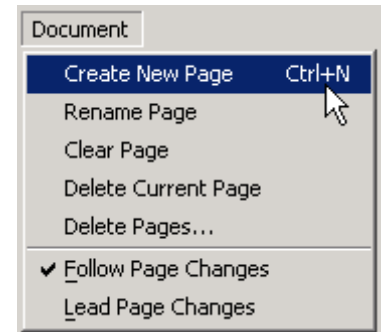 Document
Create New Page Ctrl+N
Rename Page
Clear Page
Delete Current Page
Delete Pages...
Follow Page Changes
Lead Page Changes